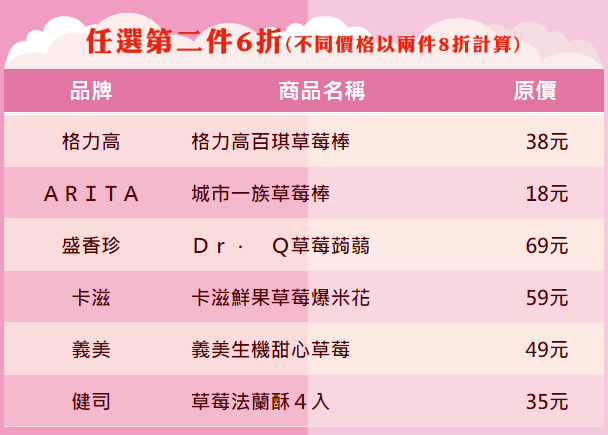 任選第二件6折(不同價格以兩件8折計算)
品牌 商品名稱 原價
格力高 格力高百琪草莓棒 38元
ＡＲＩＴＡ 城市一族草莓棒 18元
盛香珍 Ｄｒ．　Ｑ草莓蒟蒻 69元
卡滋 卡滋鮮果草莓爆米花 59元
義美 義美生機甜心草莓 49元
健司 草莓法蘭酥４入 35元